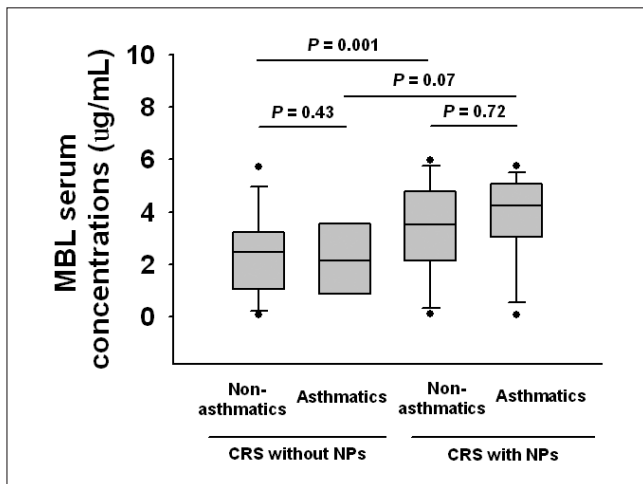 MBL serum
concentrations (ug/mL)
10
8
6
4
2
0
P = 0.001
P = 0.07
P = 0.43
P = 0.72
Non-
asthmatics
Asthmatics
Non-
asthmatics
Asthmatics
CRS without NPs
CRS with NPs